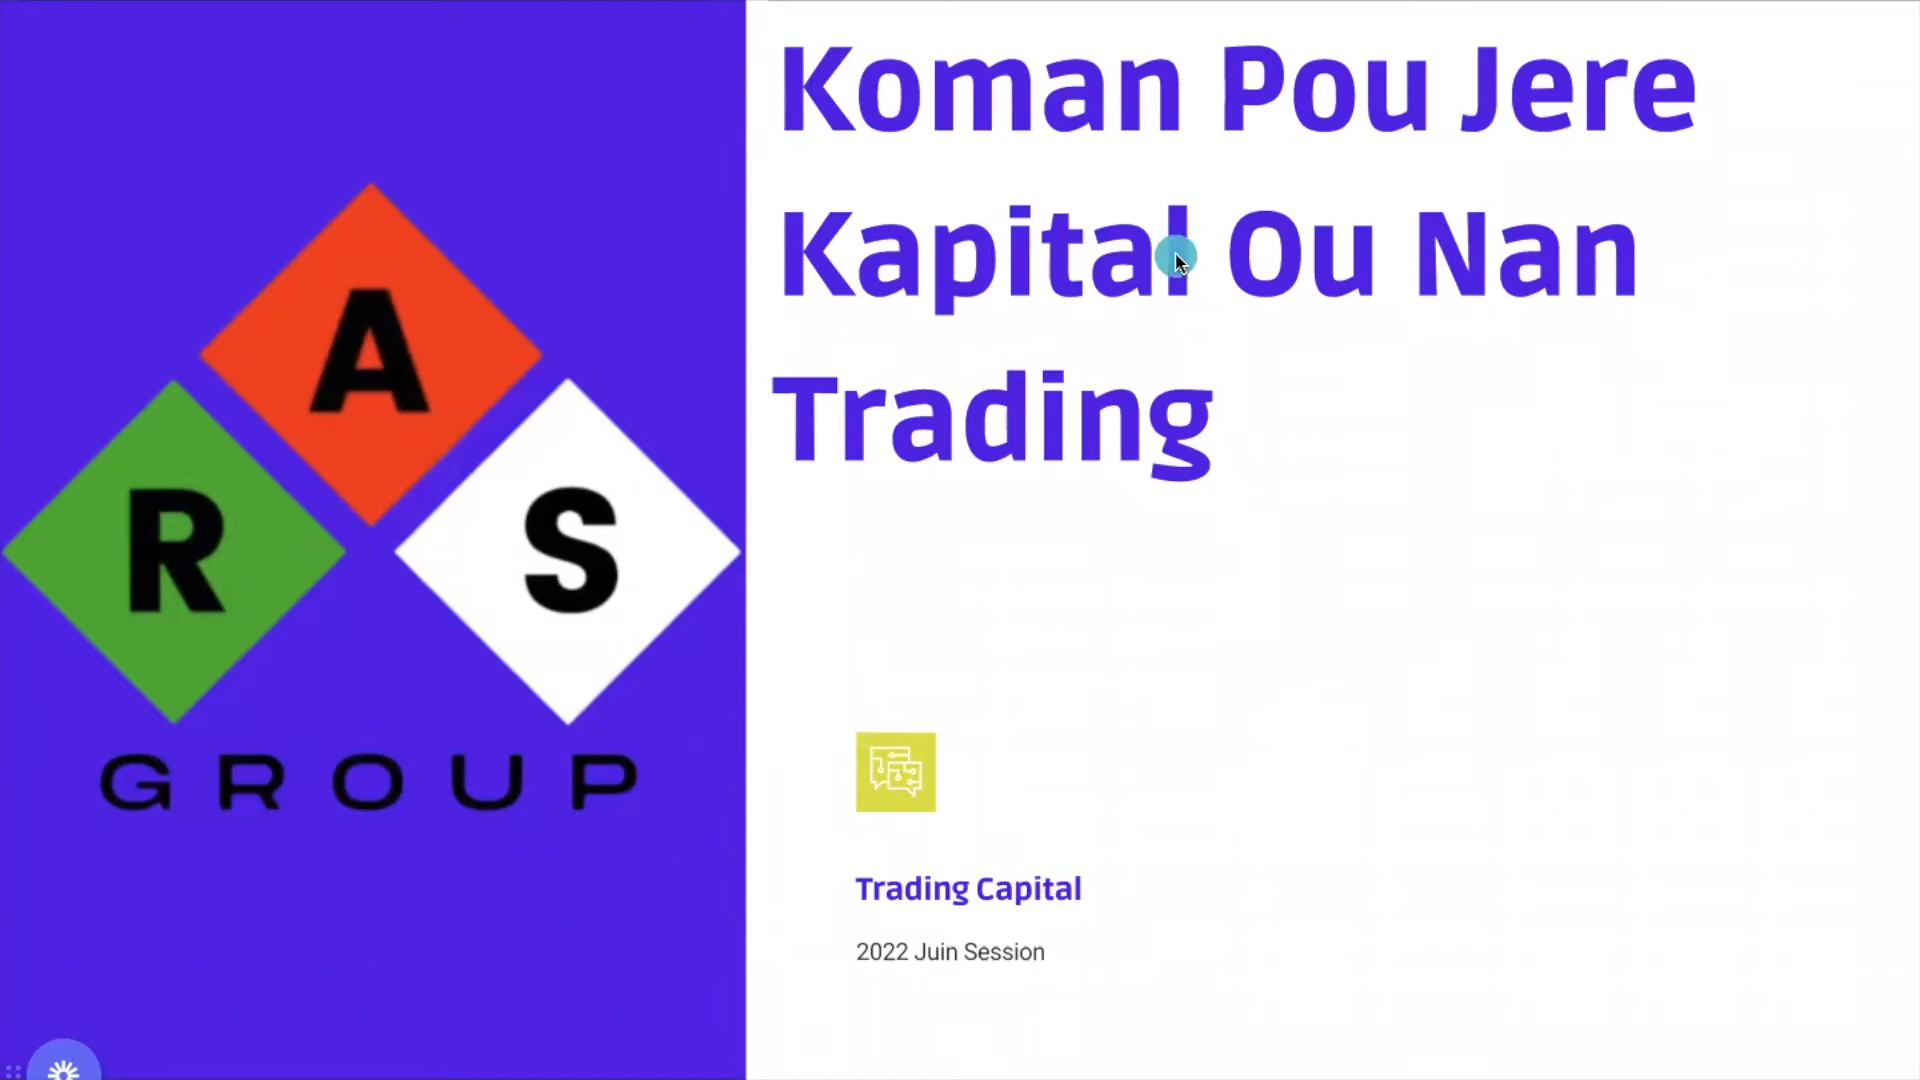 A
R S
GROUP
Koman Pou Jere
Kapital Ou Nan
Trading
Trading Capital
2022 Juin Session